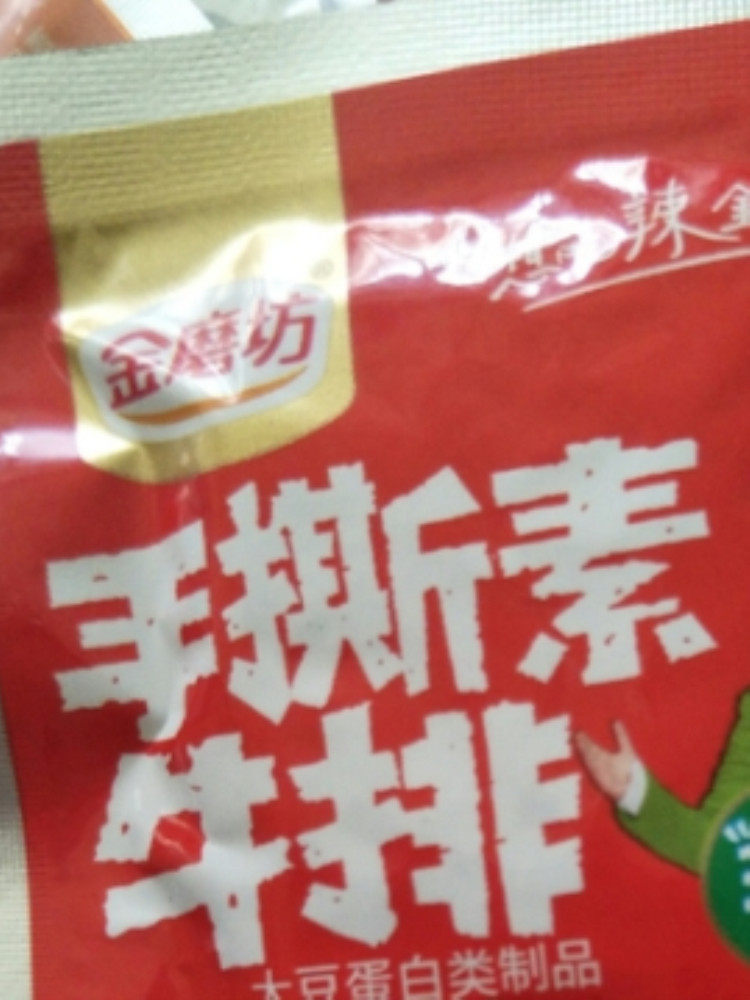 金磨坊
辣
手撕素
牛排
大豆蛋白类制品